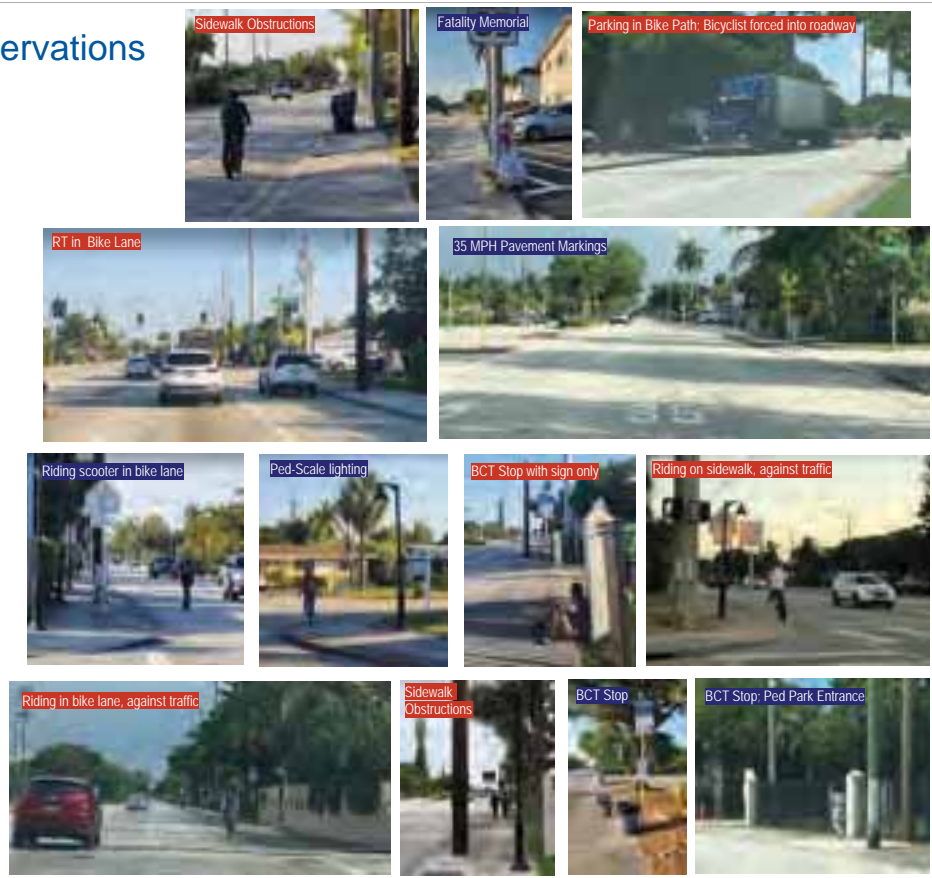 ervations
Sidewalk Obstructions
Fatality Memorial
Parking in Bike Path; Bicyclist forced into roadway
RT in Bike Lane
35 MPH Pavement Markings
35
Riding scooter in bike lane
Ped-Scale lighting
BCT Stop with sign only
Riding on sidewalk, against traffic
Riding in bike lane, against traffic
Sidewalk
Obstructions
BCT Stop
BCT Stop; Ped Park Entrance